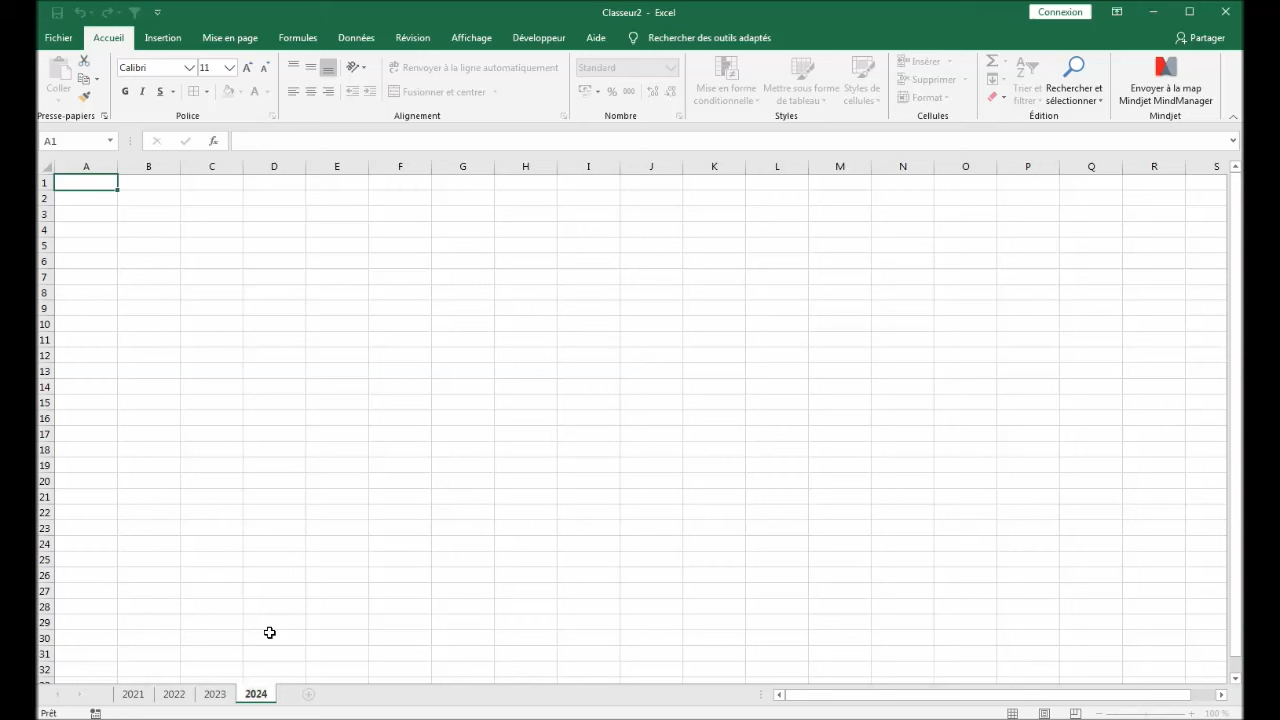 Classeur2 - Excel
Connexion
Fichier Accueil Insertion Mise en page Formules Données Révision Affichage Développeur Aide Rechercher des outils adaptés Partager
Coller
Presse-papiers
Calibri 11
G I S
Police
Renvoyer à la ligne automatiquement
Fusionner et centrer
Alignement
Standard
% 000
Nombre
Mise en forme conditionnelle
Mettre sous forme de tableau
Styles de cellules
Styles
Insérer
Supprimer
Format
Cellules
Trier et filtrer
Rechercher et sélectionner
Édition
Envoyer à la map Mindjet MindManager
Mindjet
A1 fx
A B C D E F G H I J K L M N O P Q R S
1
2
3
4
5
6
7
8
9
10
11
12
13
14
15
16
17
18
19
20
21
22
23
24
25
26
27
28
29
30
31
32
2021 2022 2023 2024
Prêt 100 %